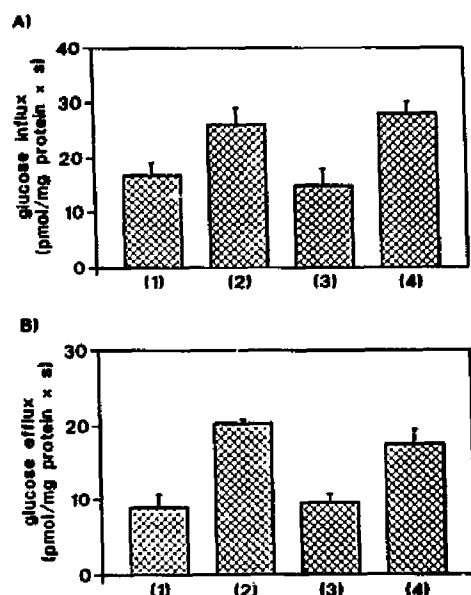 A)
glucose influx
(pmol/mg protein × s)
40
30
20
10
0
(1) (2) (3) (4)
B)
glucose efflux
(pmol/mg protein × s)
30
20
10
0
(1) (2) (3) (4)